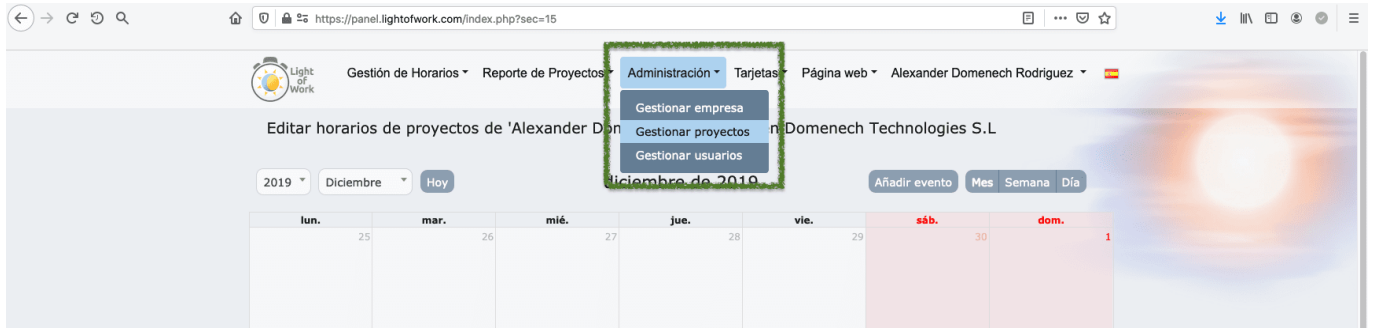 https://panel.lightofwork.com/index.php?sec=15
Light of Work
Gestión de Horarios Reporte de Proyectos Administración Tarjetas Página web Alexander Domenech Rodriguez
Gestionar empresa
Gestionar proyectos
Gestionar usuarios
Editar horarios de proyectos de 'Alexander Dom Domenech Technologies S.L
2019 Diciembre Hoy diciembre de 2019 Añadir evento Mes Semana Día
lun. mar. mié. jue. vie. sáb. dom.
25 26 27 28 29 30 1